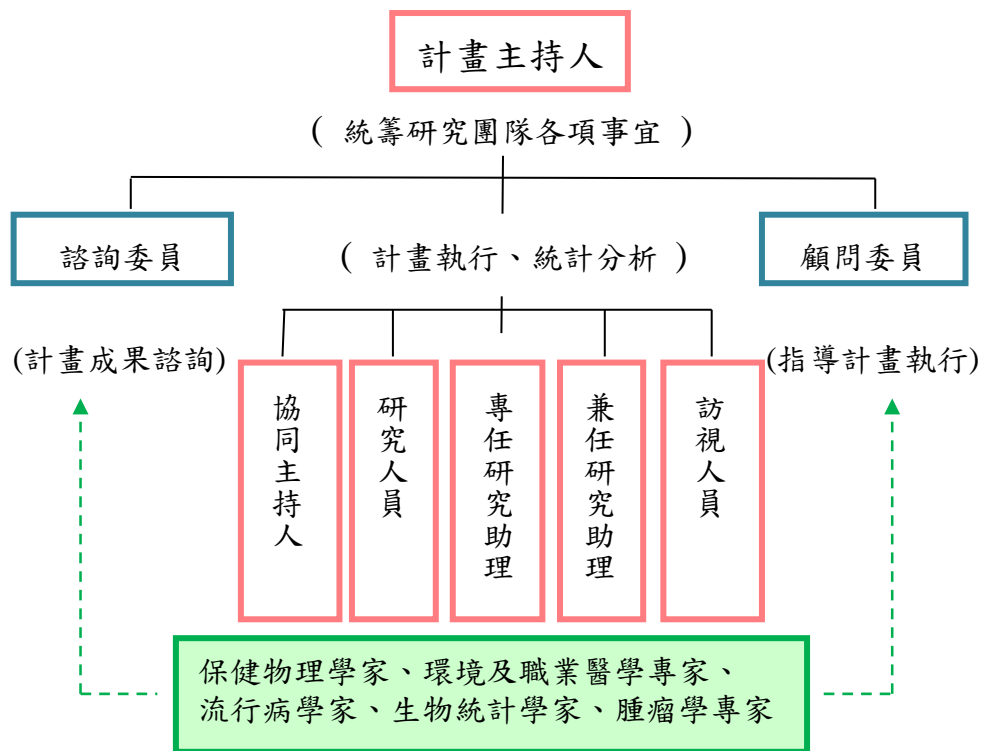 計畫主持人
( 統籌研究團隊各項事宜 )
諮詢委員
( 計畫執行、統計分析 )
顧問委員
(計畫成果諮詢)
(指導計畫執行)
協同主持人
研究人員
專任研究助理
兼任研究助理
訪視人員
保健物理學家、環境及職業醫學專家、
流行病學家、生物統計學家、腫瘤學專家